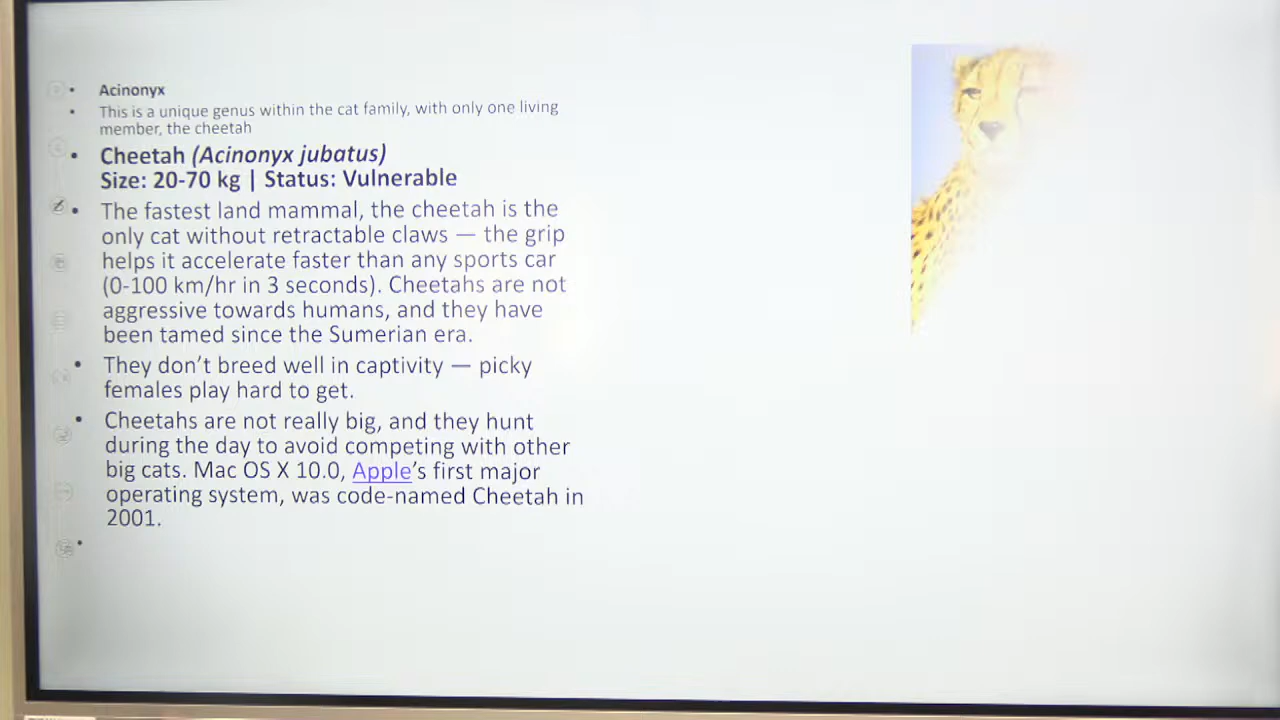 • Acinonyx
• This is a unique genus within the cat family, with only one living
member, the cheetah
• Cheetah (Acinonyx jubatus)
Size: 20-70 kg | Status: Vulnerable
• The fastest land mammal, the cheetah is the
only cat without retractable claws — the grip
helps it accelerate faster than any sports car
(0-100 km/hr in 3 seconds). Cheetahs are not
aggressive towards humans, and they have
been tamed since the Sumerian era.
• They don’t breed well in captivity — picky
females play hard to get.
• Cheetahs are not really big, and they hunt
during the day to avoid competing with other
big cats. Mac OS X 10.0, Apple’s first major
operating system, was code-named Cheetah in
2001.
•